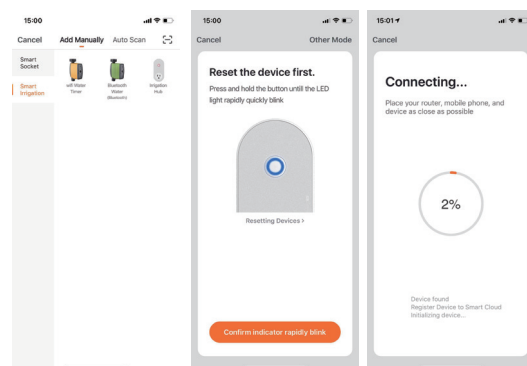 15:00
Cancel Add Manually Auto Scan
Smart
Socket
Smart
Irrigation
wifi Water
Timer
Bluetooth
Water
(Bluetooth)
Irrigation
Hub
15:00
Cancel Other Mode
Reset the device first.
Press and hold the button untill the LED
light rapidly quickly blink
Resetting Devices >
Confirm indicator rapidly blink
15:01
Cancel
Connecting...
Place your router, mobile phone, and
device as close as possible
2%
Device found
Register Device to Smart Cloud
Initializing device...